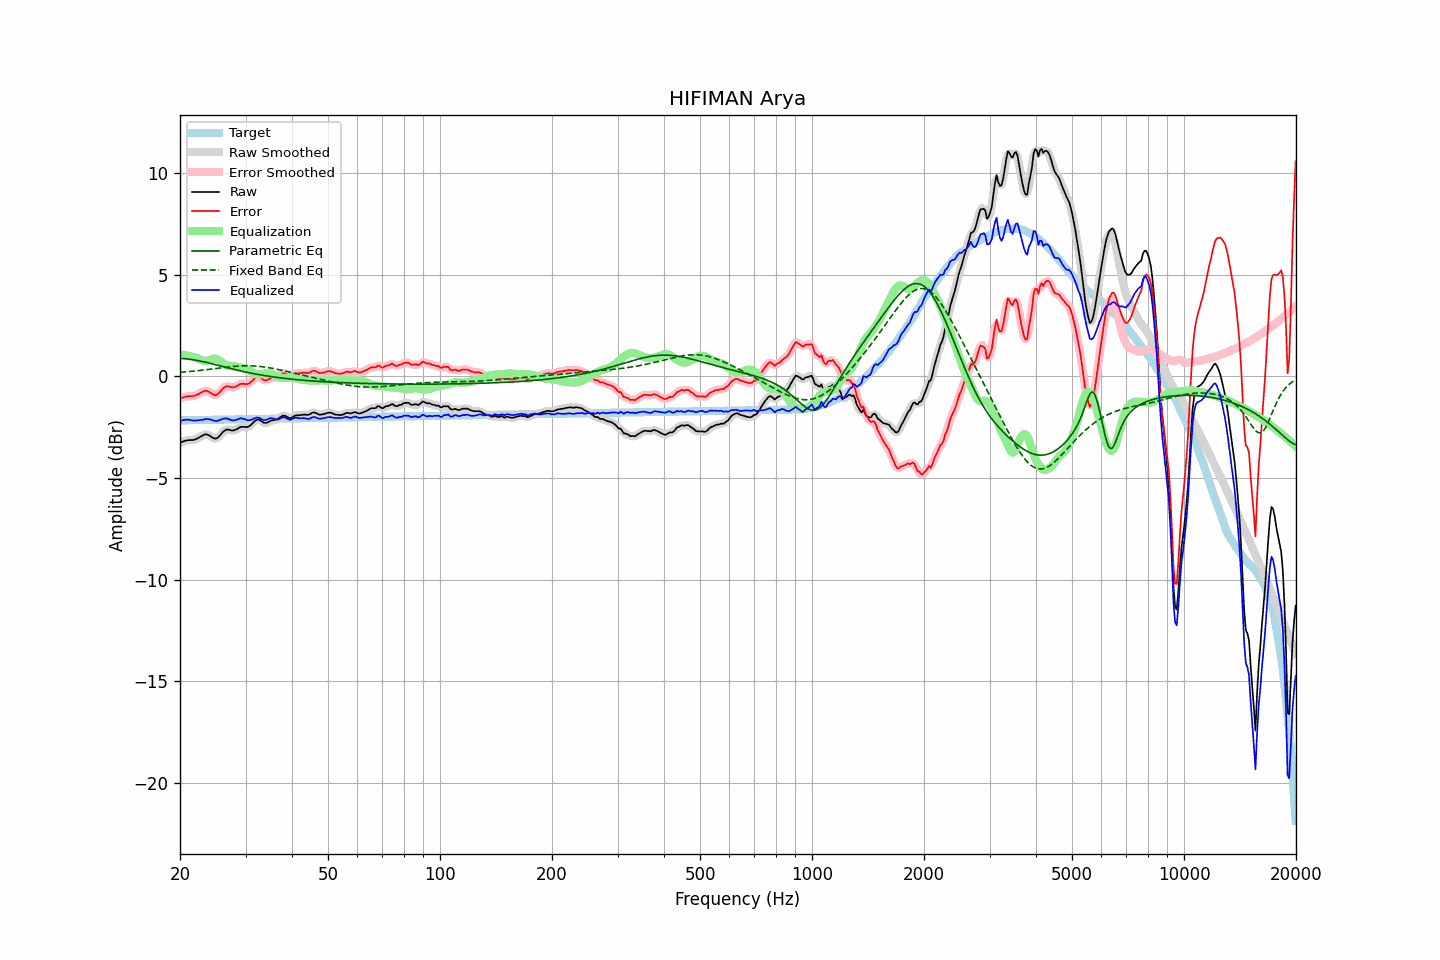 HIFIMAN Arya
Target
Raw Smoothed
Error Smoothed
Raw
Error
Equalization
Parametric Eq
Fixed Band Eq
Equalized
Amplitude (dBr)
10
5
0
−5
−10
−15
−20
20
50
100
200
500
1000
2000
5000
10000
20000
Frequency (Hz)